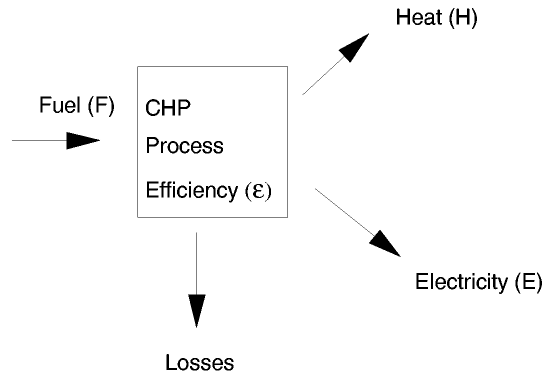 Heat (H)
Fuel (F)
CHP
Process
Efficiency (ε)
Electricity (E)
Losses